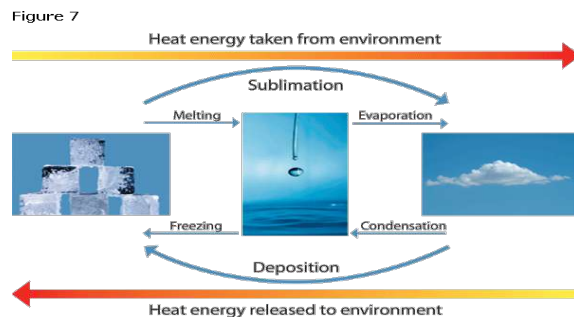 Figure 7
Heat energy taken from environment
Sublimation
Melting
Evaporation
Freezing
Condensation
Deposition
Heat energy released to environment